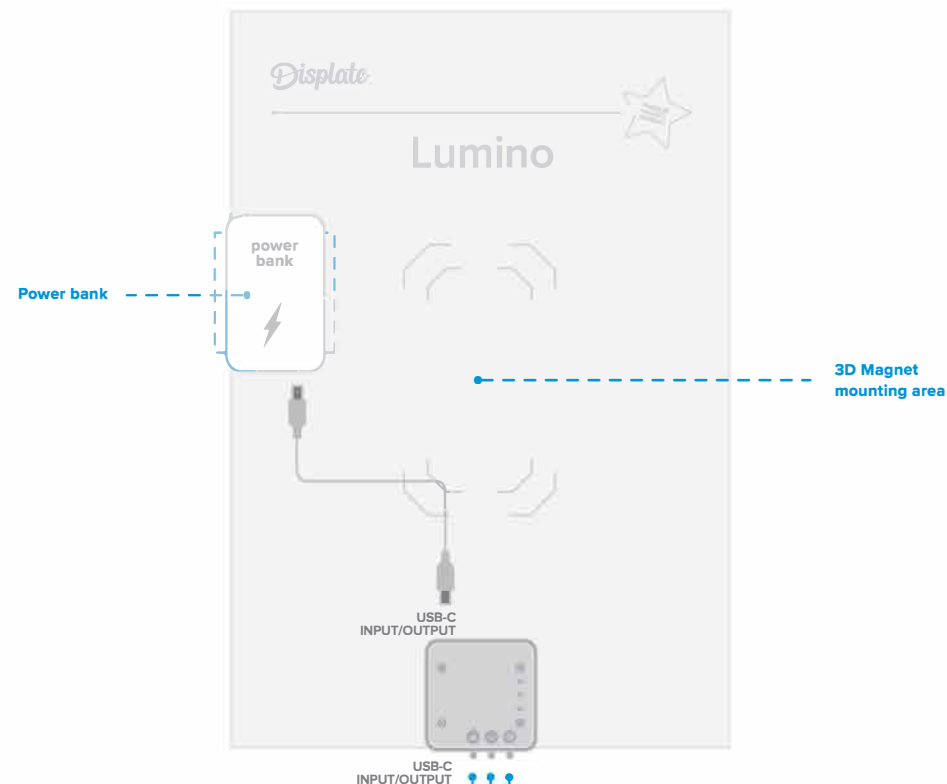 Displate
Lumino
power
bank
Power bank
3D Magnet
mounting area
USB-C
INPUT/OUTPUT
USB-C
INPUT/OUTPUT